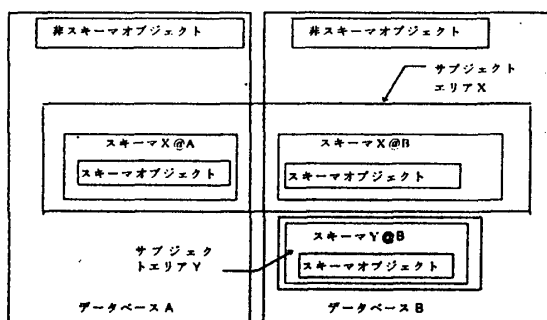 非スキーマオブジェクト
非スキーマオブジェクト
サブジェクト
エリアX
スキーマX@A
スキーマX@B
スキーマオブジェクト
スキーマオブジェクト
スキーマY@B
サブジェク
トエリアY
スキーマオブジェクト
データベースA
データベースB